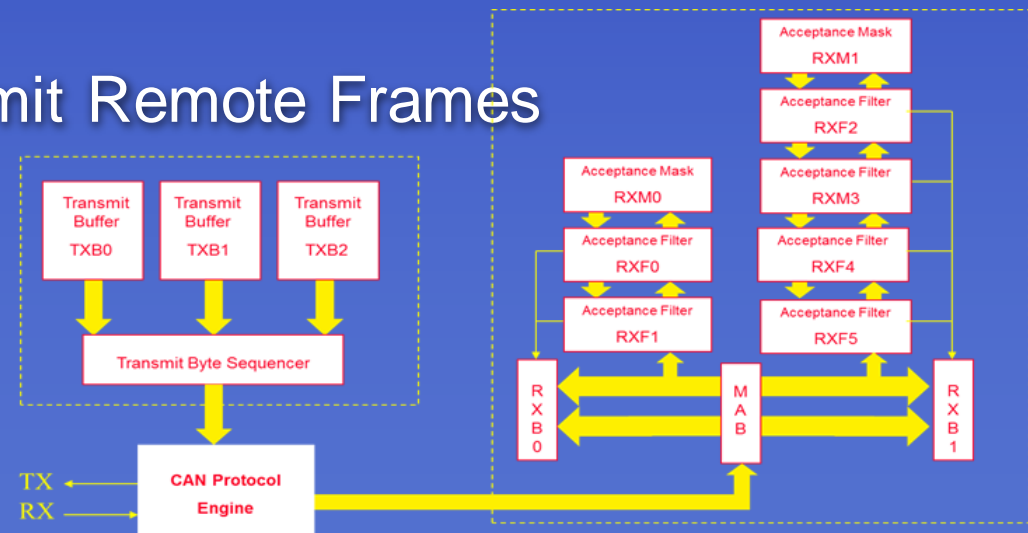 mit Remote Frames
Transmit
Buffer
TXB0
Transmit
Buffer
TXB1
Transmit
Buffer
TXB2
Transmit Byte Sequencer
CAN Protocol
Engine
TX
RX
Acceptance Mask
RXM0
Acceptance Filter
RXF0
Acceptance Filter
RXF1
Acceptance Mask
RXM1
Acceptance Filter
RXF2
Acceptance Filter
RXM3
Acceptance Filter
RXF4
Acceptance Filter
RXF5
R
X
B
0
M
A
B
R
X
B
1